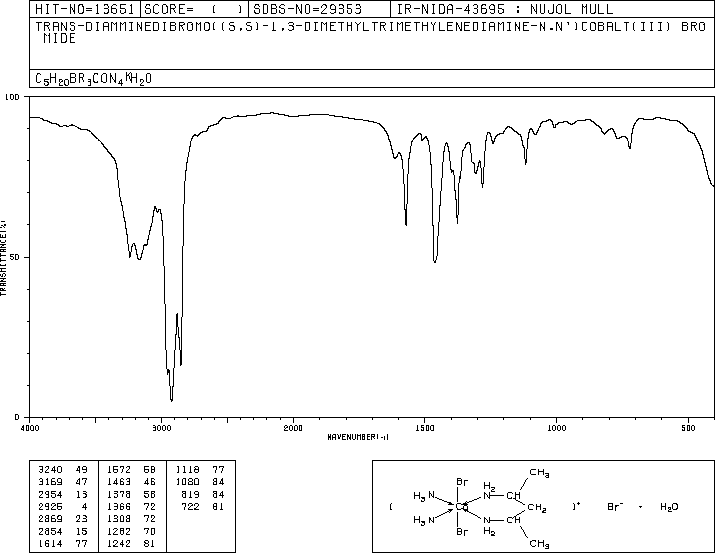 HIT-NO=13651 SCORE= ( ) SDBS-NO=29353 IR-NIDA-43695 : NUJOL MULL
TRANS-DIAMMINEDIBROMO((S,S)-1,3-DIMETHYLTRIMETHYLENEDIAMINE-N,N')COBALT(III) BRO
MIDE
C5H20BR3CON4*H2O
100
50
0
TRANSMITTANCE(%)
4000 3000 2000 1500 1000 500
WAVENUMBER(-1)
3240 49 1572 58 1118 77
3169 47 1463 46 1080 84
2954 13 1378 58 819 84
2925 4 1366 72 722 81
2869 23 1308 72
2854 15 1282 70
1614 77 1242 81
CH3
Br
H2
H3N N CH
( Co CH2 )+ Br- · H2O
H3N N CH
Br H2
CH3